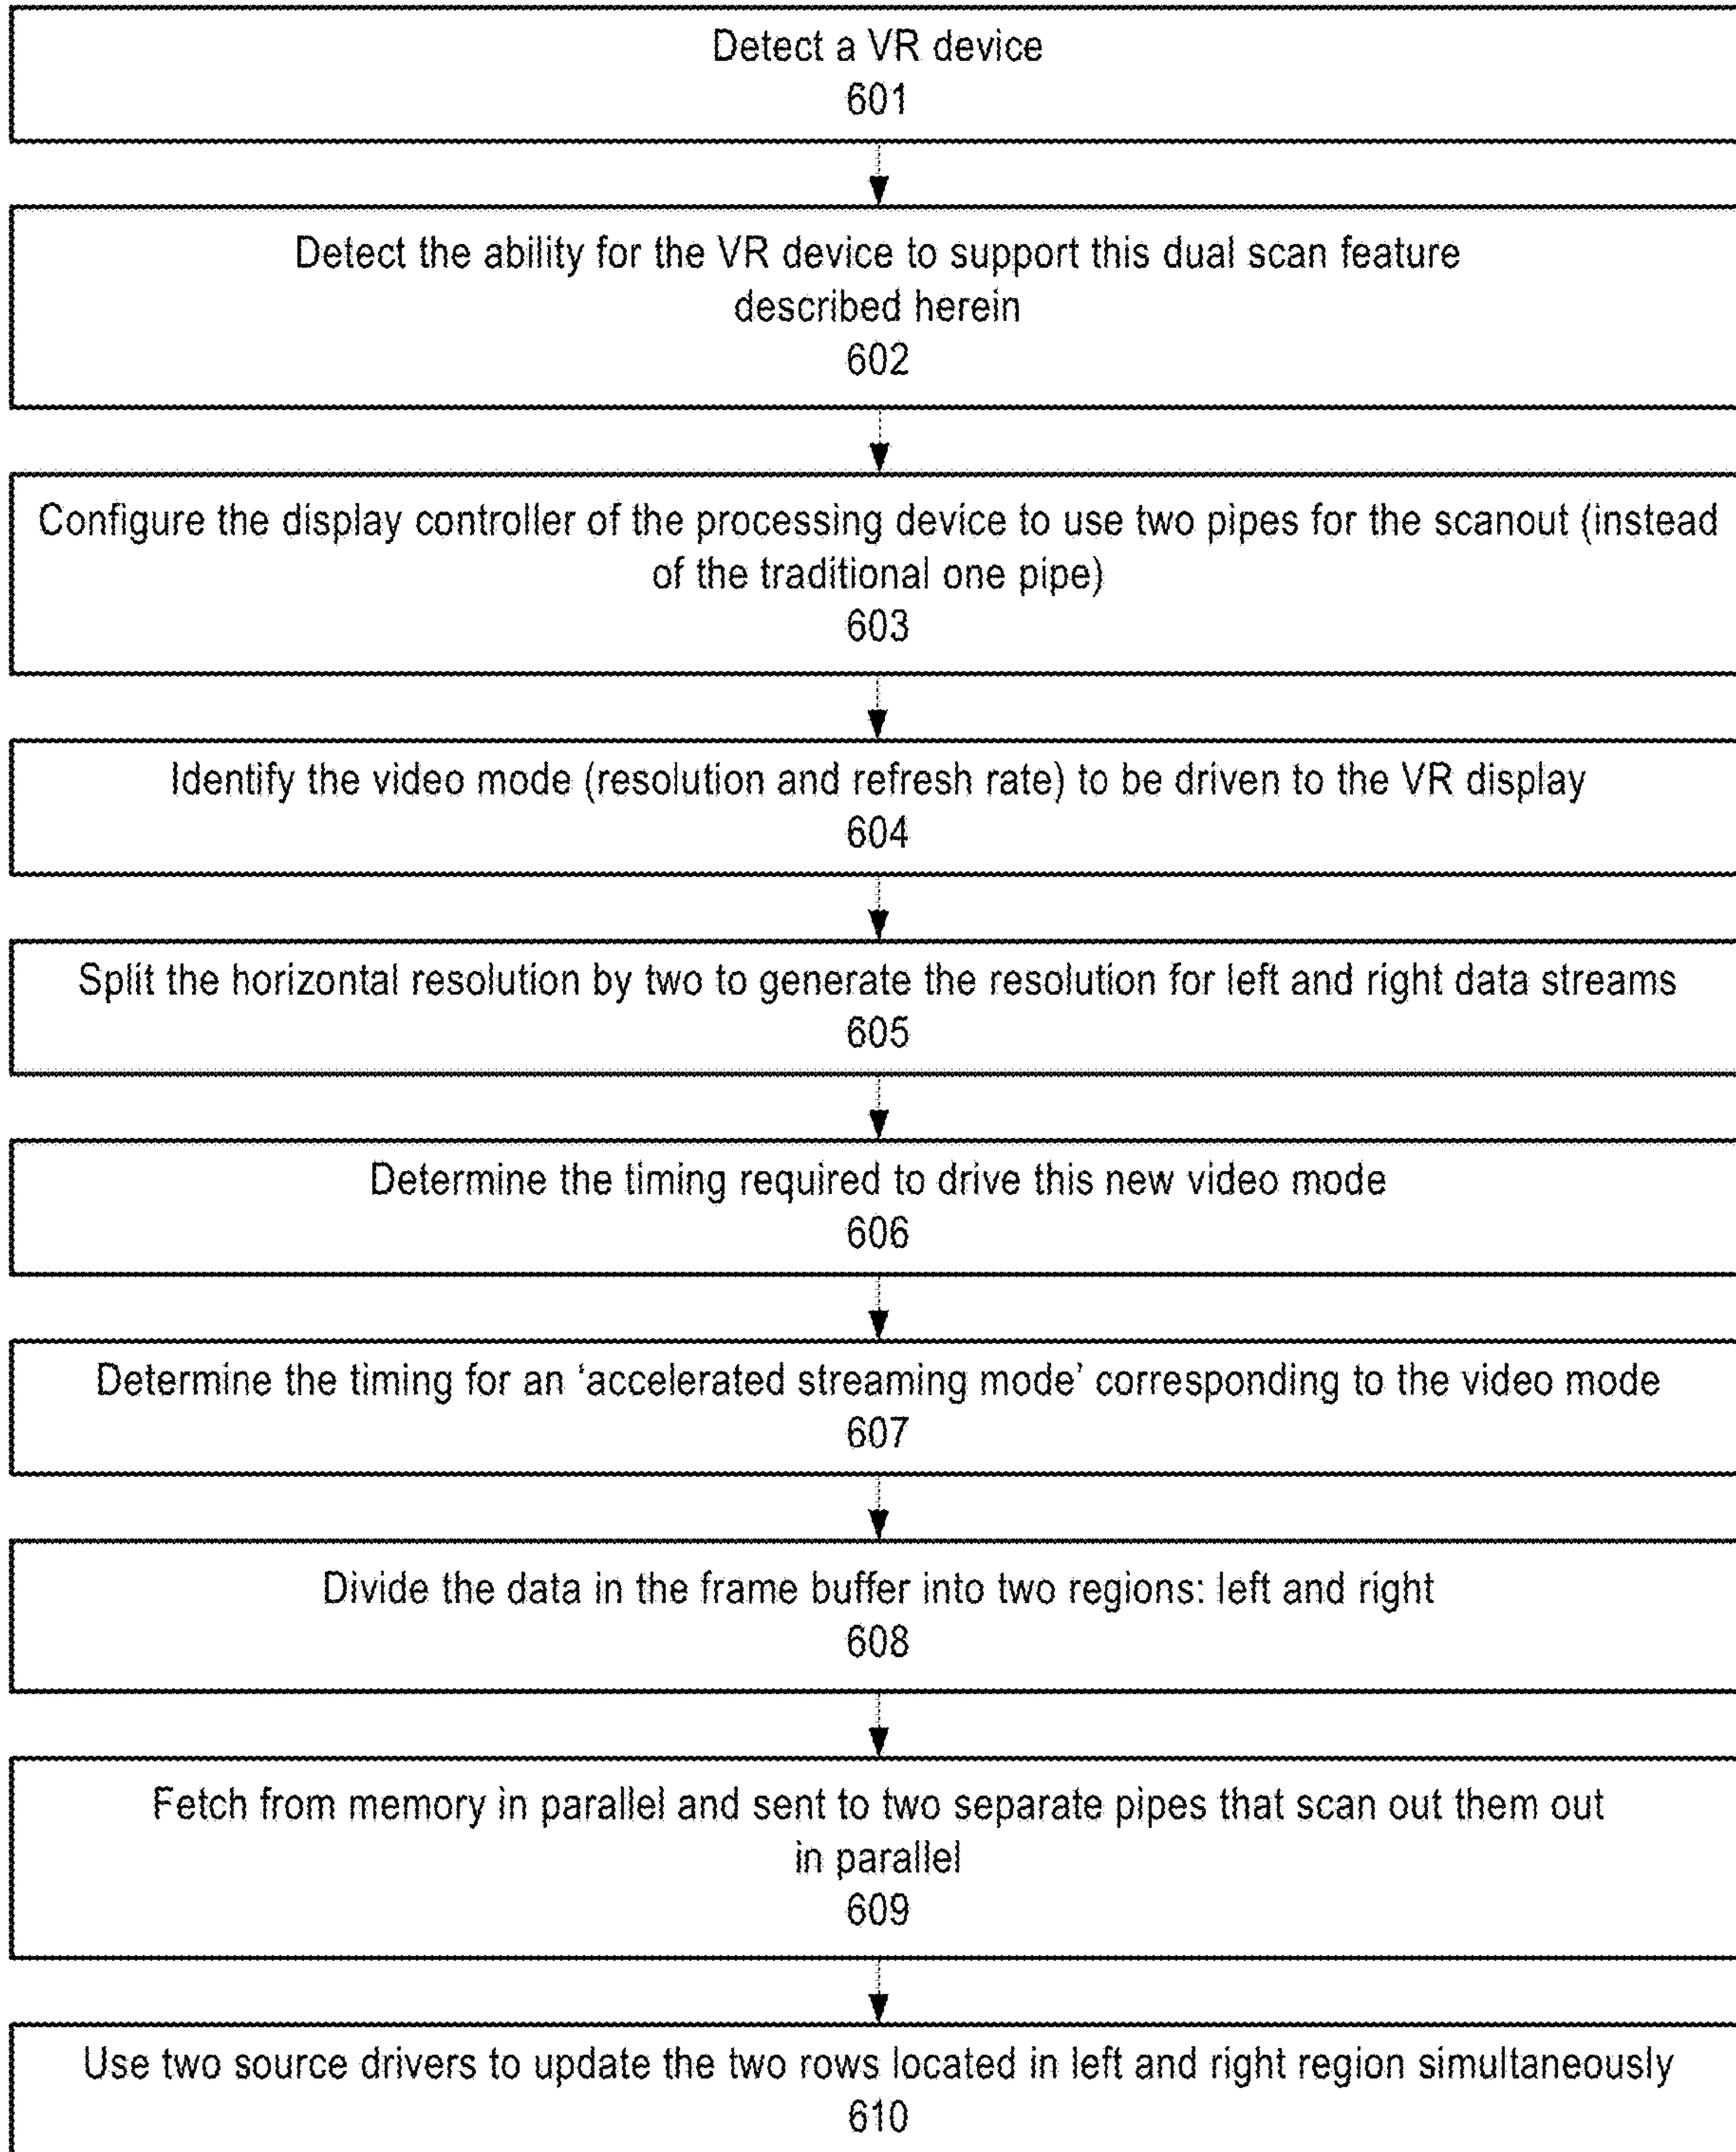 Detect a VR device
601
Detect the ability for the VR device to support this dual scan feature
described herein
602
Configure the display controller of the processing device to use two pipes for the scanout (instead
of the traditional one pipe)
603
Identify the video mode (resolution and refresh rate) to be driven to the VR display
604
Split the horizontal resolution by two to generate the resolution for left and right data streams
605
Determine the timing required to drive this new video mode
606
Determine the timing for an ‘accelerated streaming mode’ corresponding to the video mode
607
Divide the data in the frame buffer into two regions: left and right
608
Fetch from memory in parallel and sent to two separate pipes that scan out them out
in parallel
609
Use two source drivers to update the two rows located in left and right region simultaneously
610